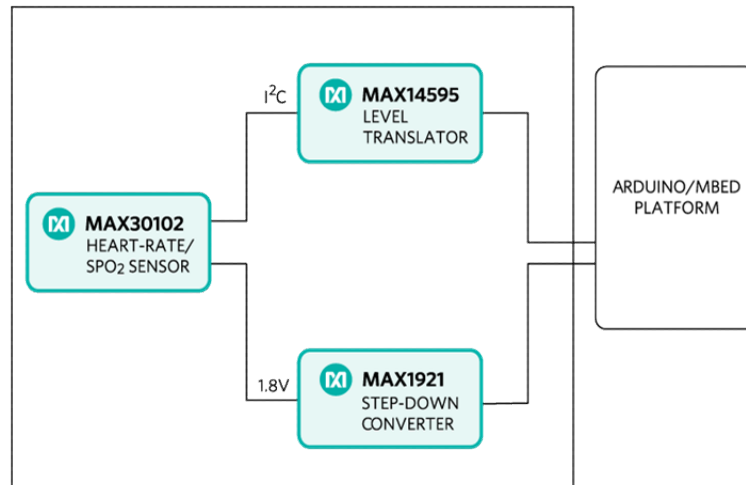 I²C
MAX14595
LEVEL
TRANSLATOR
ARDUINO/MBED
PLATFORM
MAX30102
HEART-RATE/
SPO₂ SENSOR
1.8V
MAX1921
STEP-DOWN
CONVERTER